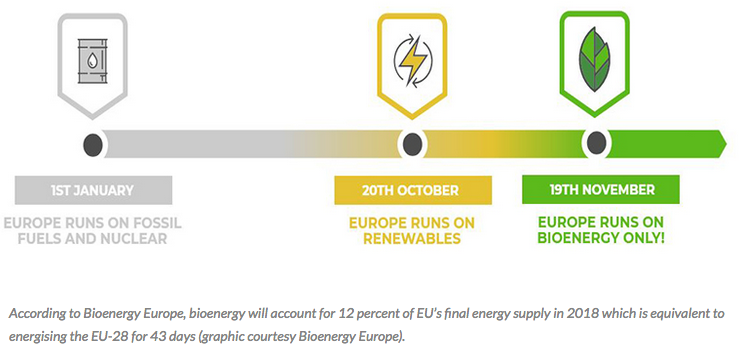 1ST JANUARY
20TH OCTOBER
19TH NOVEMBER
EUROPE RUNS ON FOSSIL
FUELS AND NUCLEAR
EUROPE RUNS ON
RENEWABLES
EUROPE RUNS ON
BIOENERGY ONLY!
According to Bioenergy Europe, bioenergy will account for 12 percent of EU's final energy supply in 2018 which is equivalent to
energising the EU-28 for 43 days (graphic courtesy Bioenergy Europe).